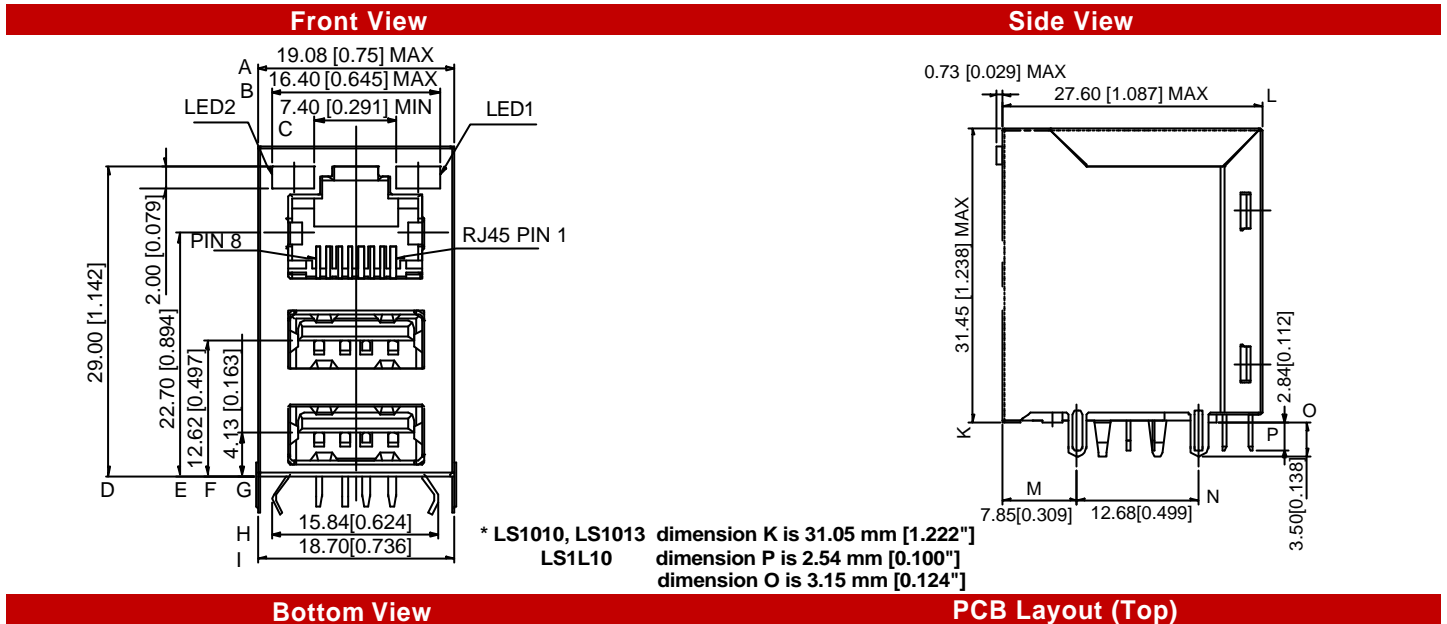 Front View
Side View
A
19.08 [0.75] MAX
B
16.40 [0.645] MAX
7.40 [0.291] MIN
C
LED2
LED1
2.00 [0.079]
29.00 [1.142]
22.70 [0.894]
12.62 [0.497]
4.13 [0.163]
PIN 8
RJ45 PIN 1
D
E
F
G
H
15.84[0.624]
I
18.70[0.736]
0.73 [0.029] MAX
27.60 [1.087] MAX
L
31.45 [1.238] MAX
K
2.84[0.112]
O
P
3.50[0.138]
M
N
7.85[0.309]
12.68[0.499]
* LS1010, LS1013 dimension K is 31.05 mm [1.222"]
LS1L10 dimension P is 2.54 mm [0.100"]
dimension O is 3.15 mm [0.124"]
Bottom View
PCB Layout (Top)